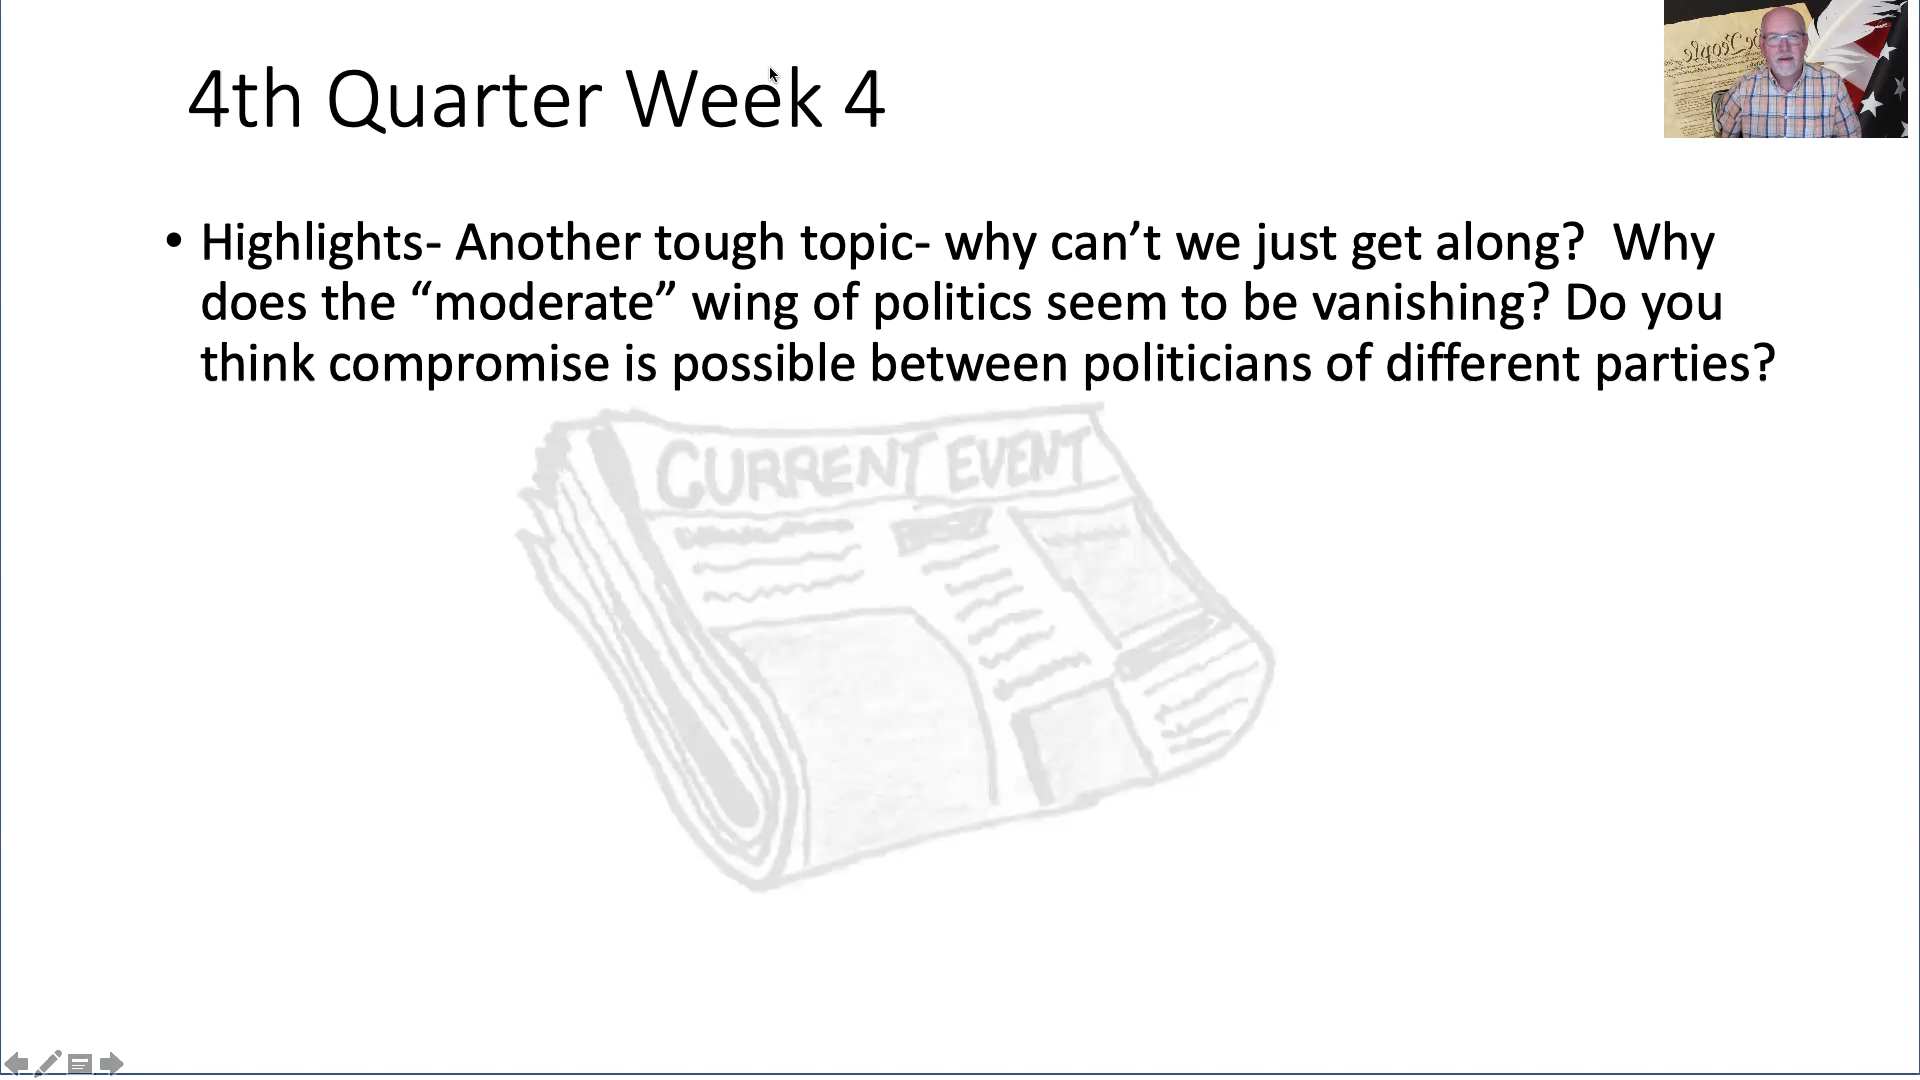 4th Quarter Week 4
• Highlights- Another tough topic- why can’t we just get along?  Why
does the “moderate” wing of politics seem to be vanishing? Do you
think compromise is possible between politicians of different parties?
CURRENT EVENT